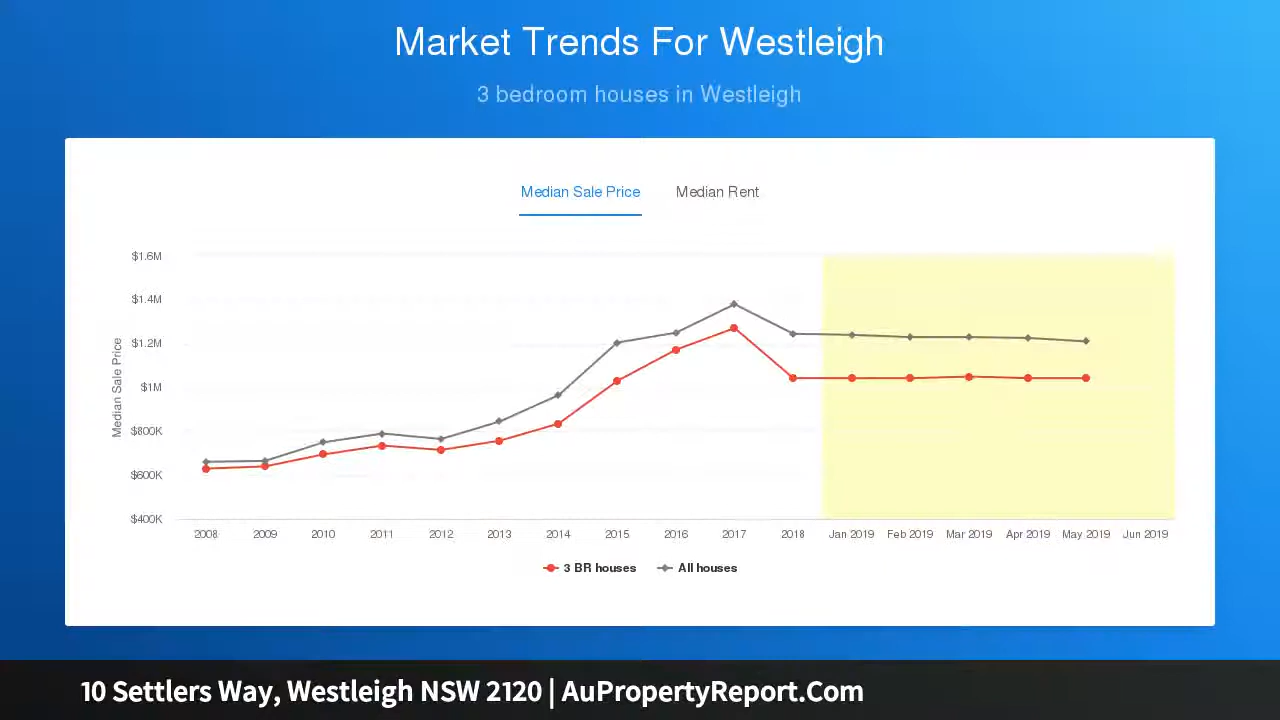 Market Trends For Westleigh
3 bedroom houses in Westleigh
Median Sale Price Median Rent
Median Sale Price
$1.6M
$1.4M
$1.2M
$1M
$800K
$600K
$400K
2008 2009 2010 2011 2012 2013 2014 2015 2016 2017 2018 Jan 2019 Feb 2019 Mar 2019 Apr 2019 May 2019 Jun 2019
3 BR houses All houses
10 Settlers Way, Westleigh NSW 2120 | AuPropertyReport.Com